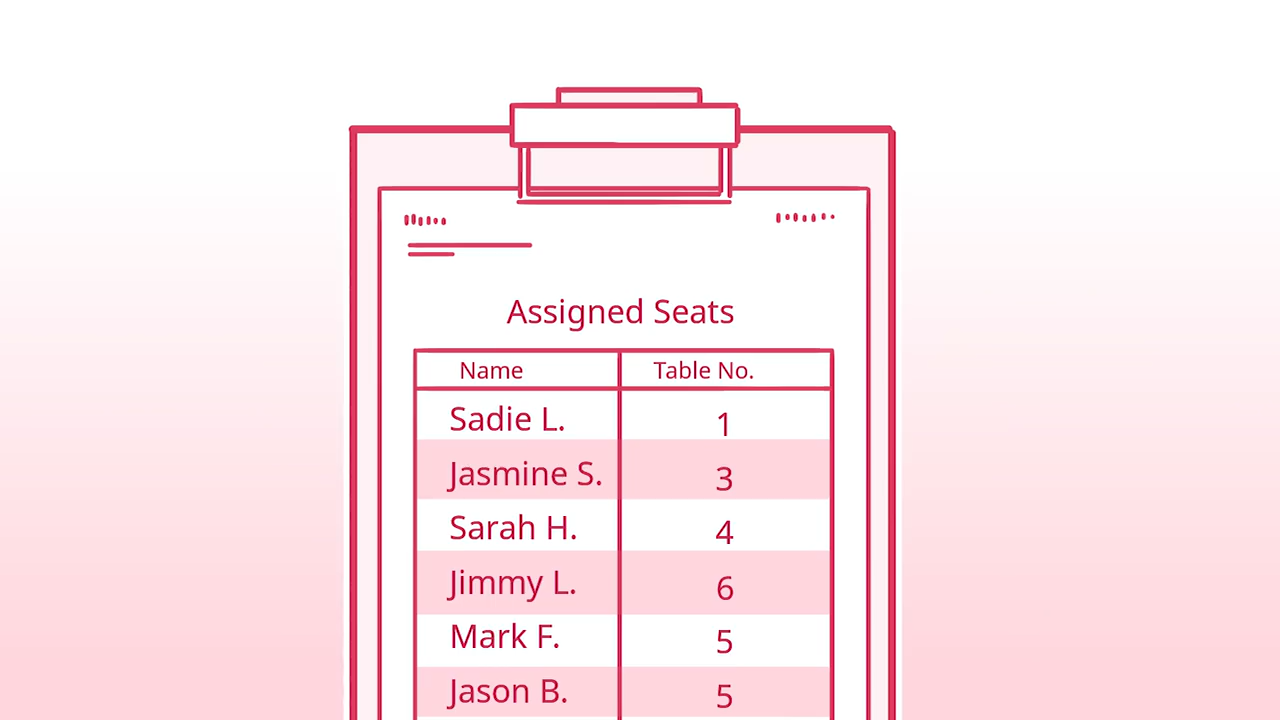 Assigned Seats
Name Table No.
Sadie L. 1
Jasmine S. 3
Sarah H. 4
Jimmy L. 6
Mark F. 5
Jason B. 5